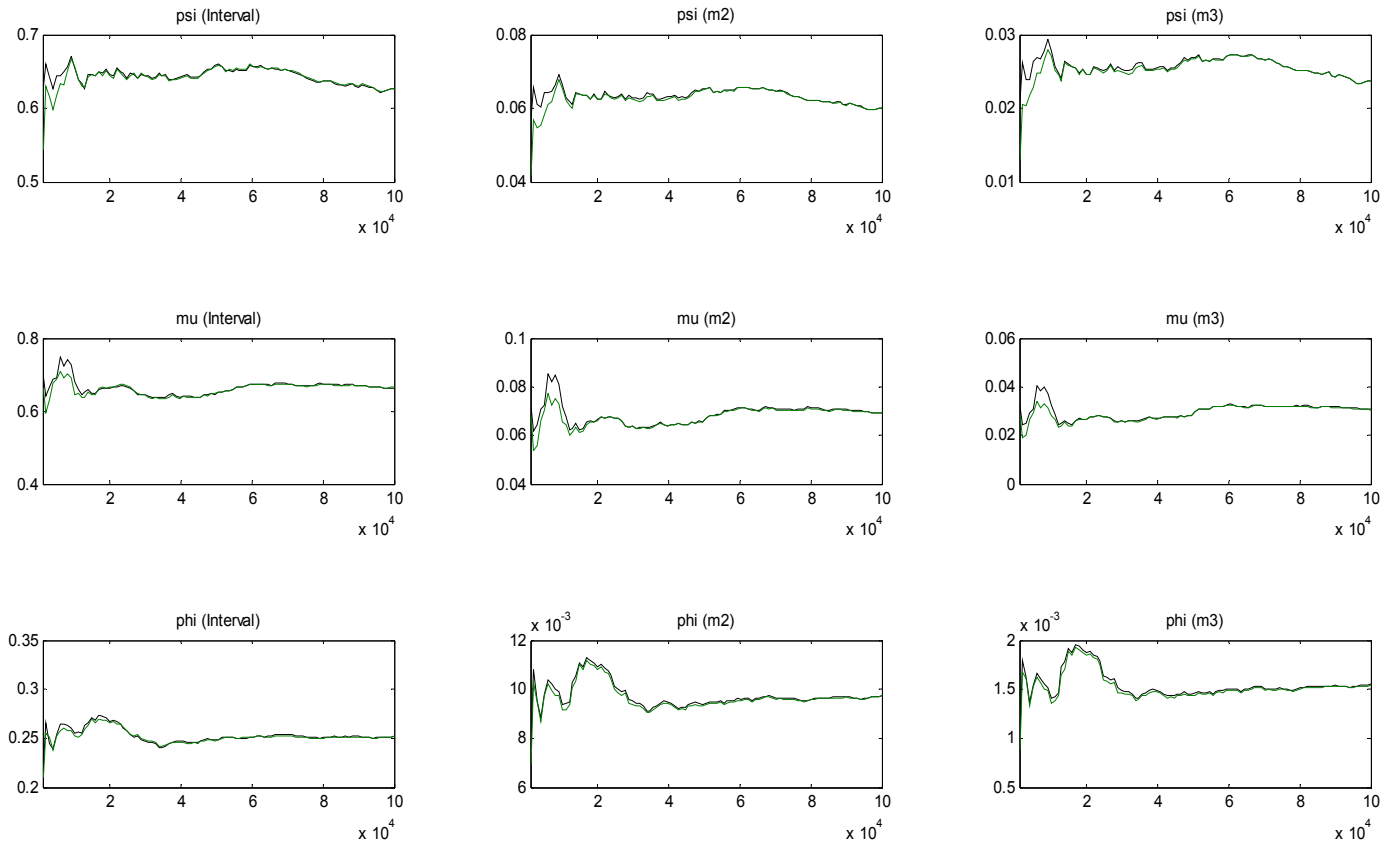 psi (Interval)
psi (m2)
psi (m3)
0.7
0.6
0.5
2 4 6 8 10
x 10^4
0.08
0.06
0.04
2 4 6 8 10
x 10^4
0.03
0.02
0.01
2 4 6 8 10
x 10^4
mu (Interval)
mu (m2)
mu (m3)
0.8
0.6
0.4
2 4 6 8 10
x 10^4
0.1
0.08
0.06
0.04
2 4 6 8 10
x 10^4
0.06
0.04
0.02
0
2 4 6 8 10
x 10^4
phi (Interval)
phi (m2)
phi (m3)
0.35
0.3
0.25
0.2
2 4 6 8 10
x 10^4
x 10^-3
12
10
8
6
2 4 6 8 10
x 10^4
x 10^-3
2
1.5
1
0.5
2 4 6 8 10
x 10^4